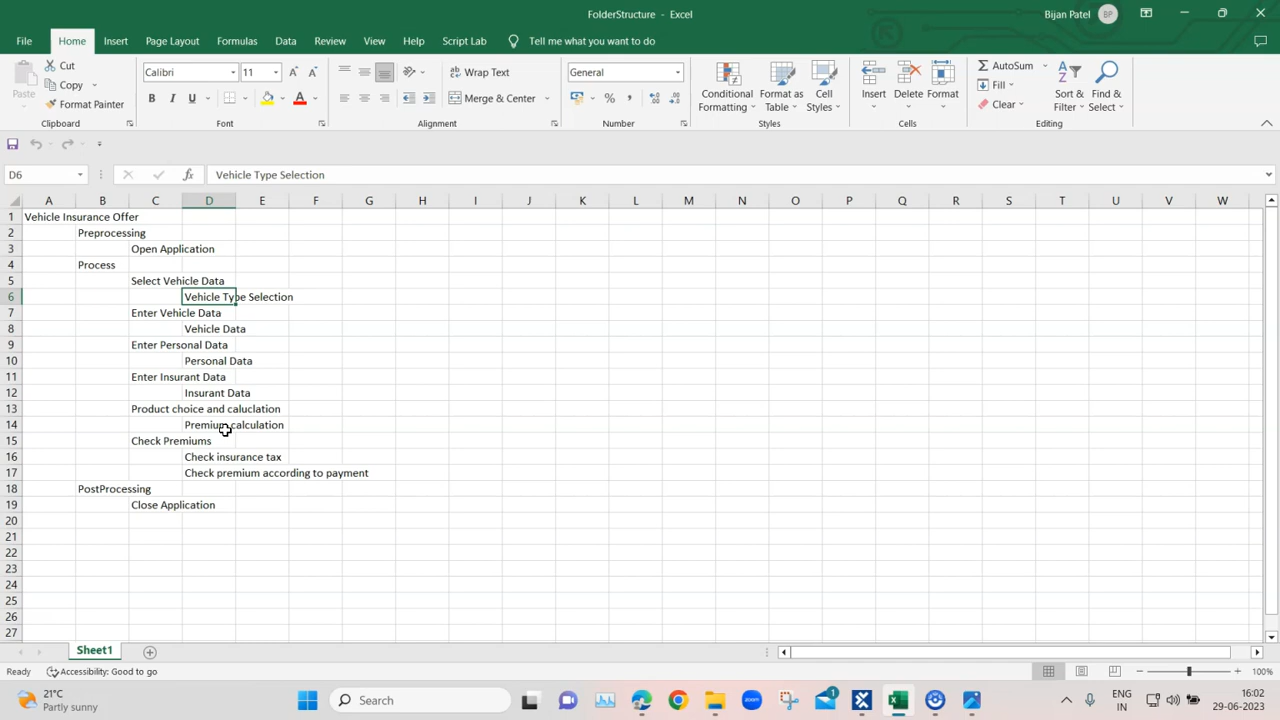 FolderStructure - Excel
Bijan Patel BP
File Home Insert Page Layout Formulas Data Review View Help Script Lab Tell me what you want to do
Paste
Cut
Copy
Format Painter
Clipboard
Calibri 11
B I U
Font
Wrap Text
Merge & Center
Alignment
General
Number
Conditional Formatting
Format as Table
Cell Styles
Styles
Insert
Delete
Format
Cells
AutoSum
Fill
Clear
Sort & Filter
Find & Select
Editing
D6 fx Vehicle Type Selection
A B C D E F G H I J K L M N O P Q R S T U V W
1 Vehicle Insurance Offer
2 Preprocessing
3 Open Application
4 Process
5 Select Vehicle Data
6 Vehicle Type Selection
7 Enter Vehicle Data
8 Vehicle Data
9 Enter Personal Data
10 Personal Data
11 Enter Insurant Data
12 Insurant Data
13 Product choice and caluclation
14 Premium calculation
15 Check Premiums
16 Check insurance tax
17 Check premium according to payment
18 PostProcessing
19 Close Application
20
21
22
23
24
25
26
27
Sheet1
Ready Accessibility: Good to go 100%
21°C
Partly sunny
Search
1
ENG
IN
16:02
29-06-2023